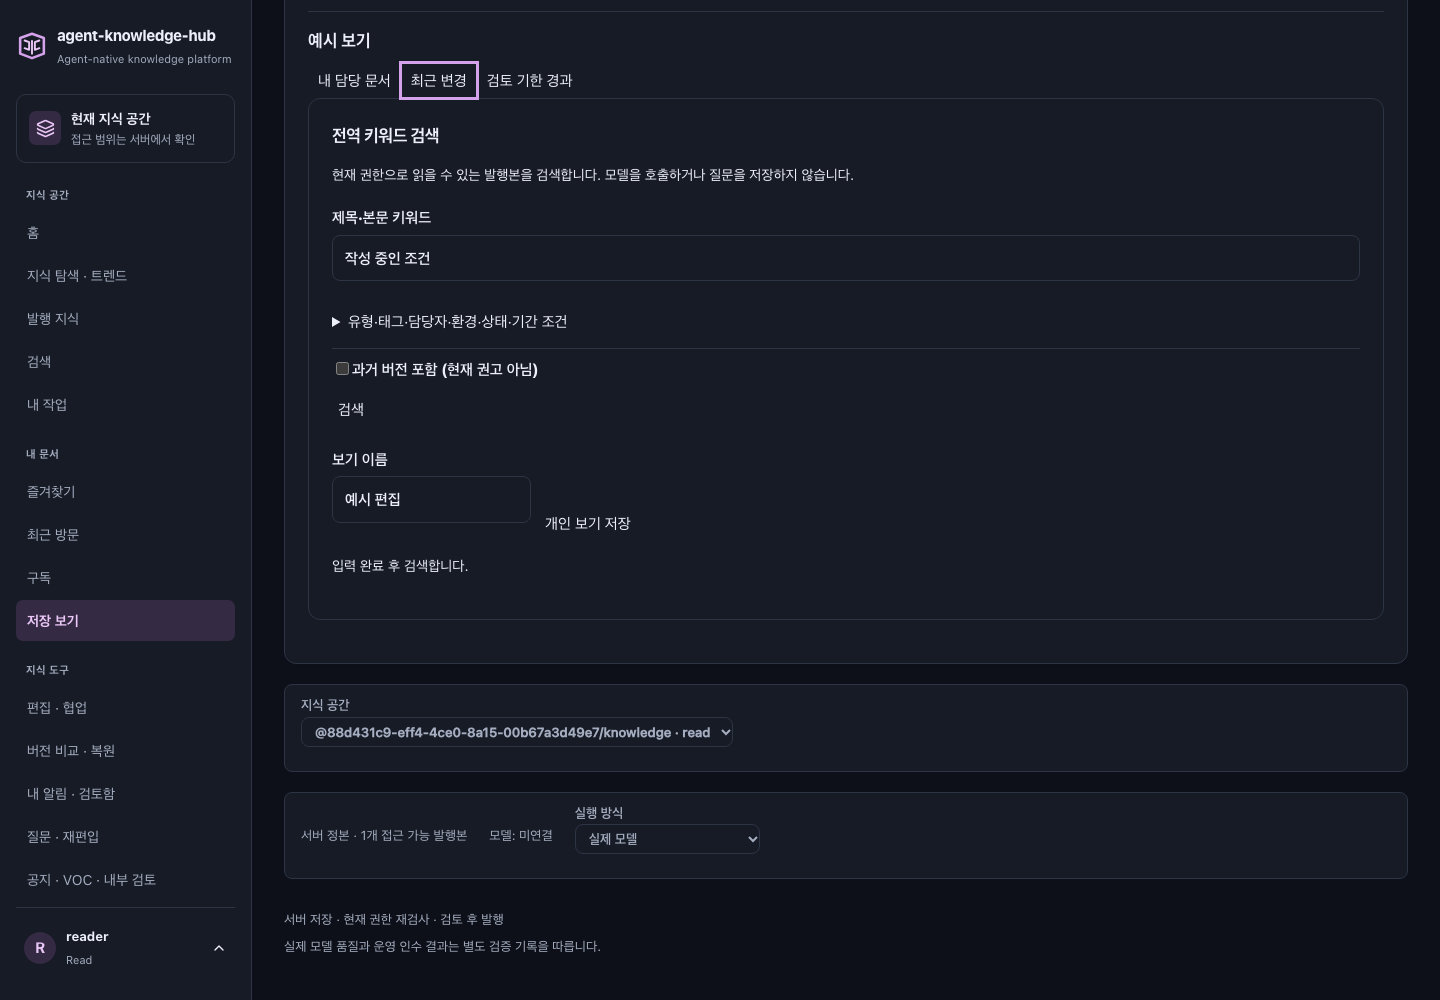 agent-knowledge-hub
Agent-native knowledge platform
현재 지식 공간
접근 범위는 서버에서 확인
지식 공간
홈
지식 탐색 · 트렌드
발행 지식
검색
내 작업
내 문서
즐겨찾기
최근 방문
구독
저장 보기
지식 도구
편집 · 협업
버전 비교 · 복원
내 알림 · 검토함
질문 · 재편입
공지 · VOC · 내부 검토
R
reader
Read
예시 보기
내 담당 문서 최근 변경 검토 기한 경과
전역 키워드 검색
현재 권한으로 읽을 수 있는 발행본을 검색합니다. 모델을 호출하거나 질문을 저장하지 않습니다.
제목·본문 키워드
작성 중인 조건
유형·태그·담당자·환경·상태·기간 조건
과거 버전 포함 (현재 권고 아님)
검색
보기 이름
예시 편집
개인 보기 저장
입력 완료 후 검색합니다.
지식 공간
@88d431c9-eff4-4ce0-8a15-00b67a3d49e7/knowledge · read
실행 방식
서버 정본 · 1개 접근 가능 발행본 모델: 미연결 실제 모델
서버 저장 · 현재 권한 재검사 · 검토 후 발행
실제 모델 품질과 운영 인수 결과는 별도 검증 기록을 따릅니다.